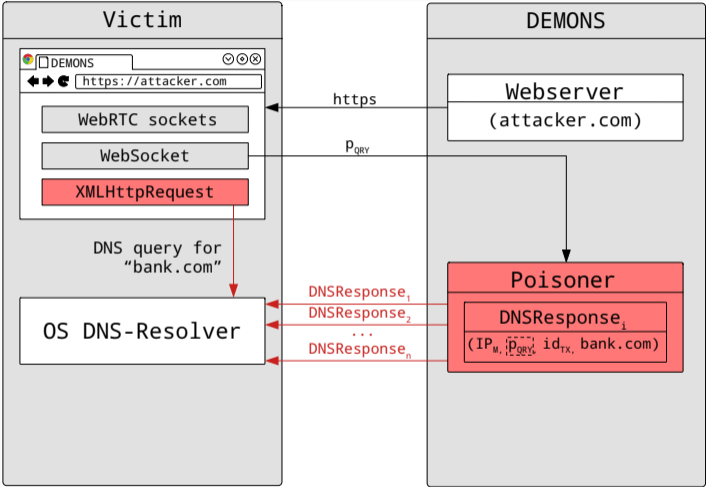 Victim
DEMONS
DEMONS
https://attacker.com
WebRTC sockets
WebSocket
XMLHttpRequest
DNS query for
“bank.com”
OS DNS-Resolver
https
pQRY
DNSResponse1
DNSResponse2
...
DNSResponsen
Webserver
(attacker.com)
Poisoner
DNSResponsei
(IPM, pQRY, idTX, bank.com)